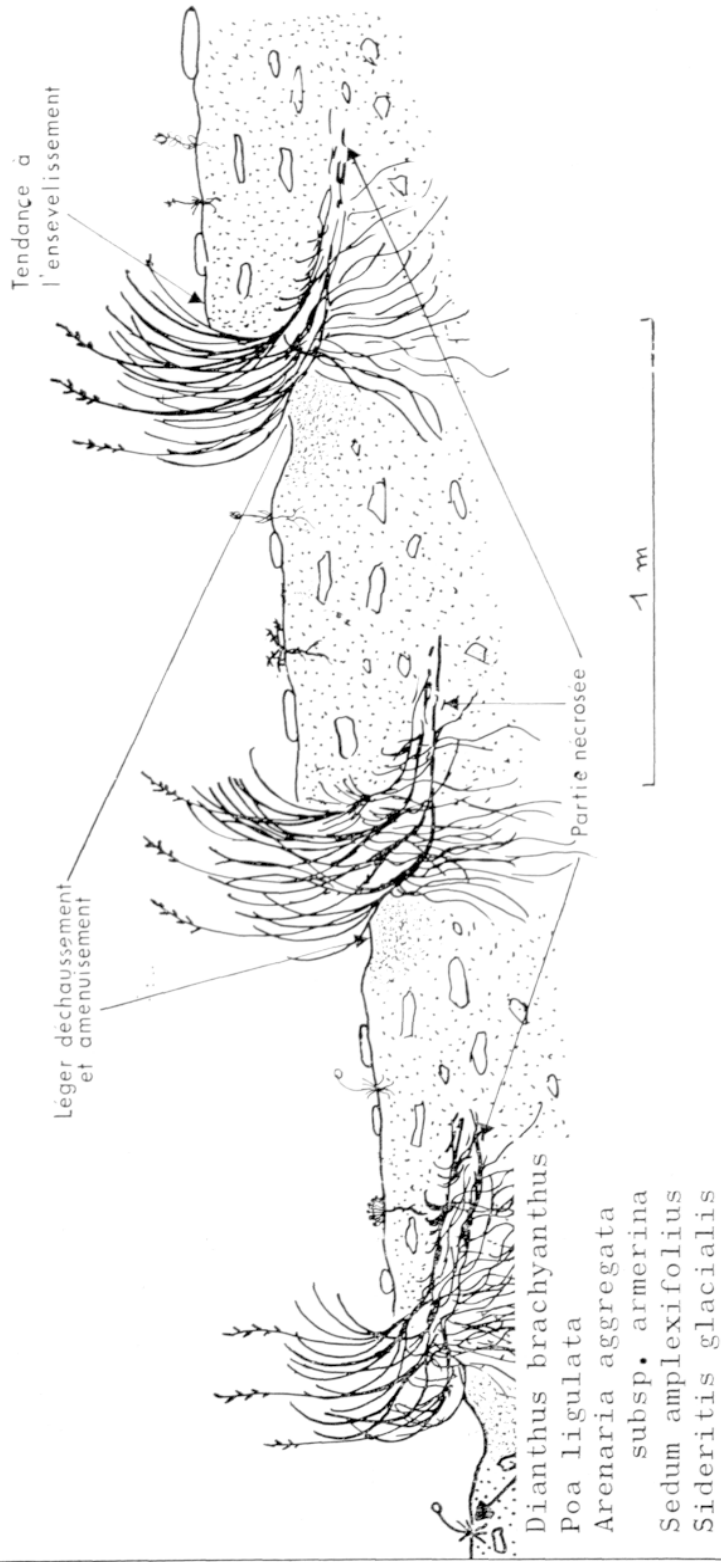 Tendance à
l'ensevelissement
Léger déchaussement
et amenuisement
1 m
Partie nécrosée
Dianthus brachyanthus
Poa ligulata
Arenaria aggregata
subsp. armerina
Sedum amplexifolius
Sideritis glacialis